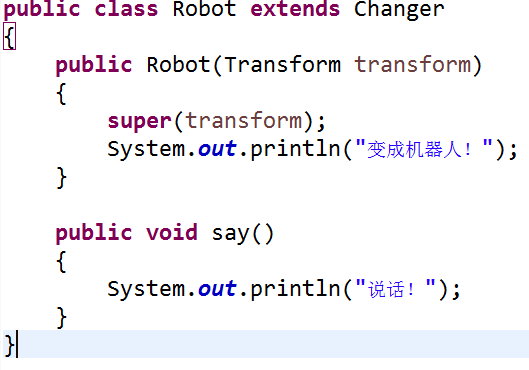 public class Robot extends Changer
{
    public Robot(Transform transform)
    {
        super(transform);
        System.out.println("变成机器人！");
    }

    public void say()
    {
        System.out.println("说话！");
    }
}